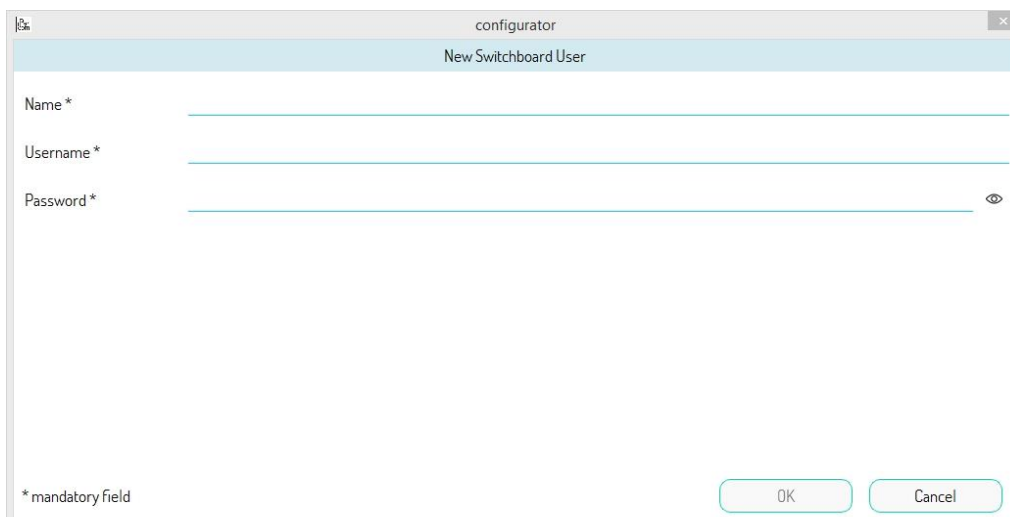 configurator
New Switchboard User
Name *
Username *
Password *
* mandatory field
OK
Cancel